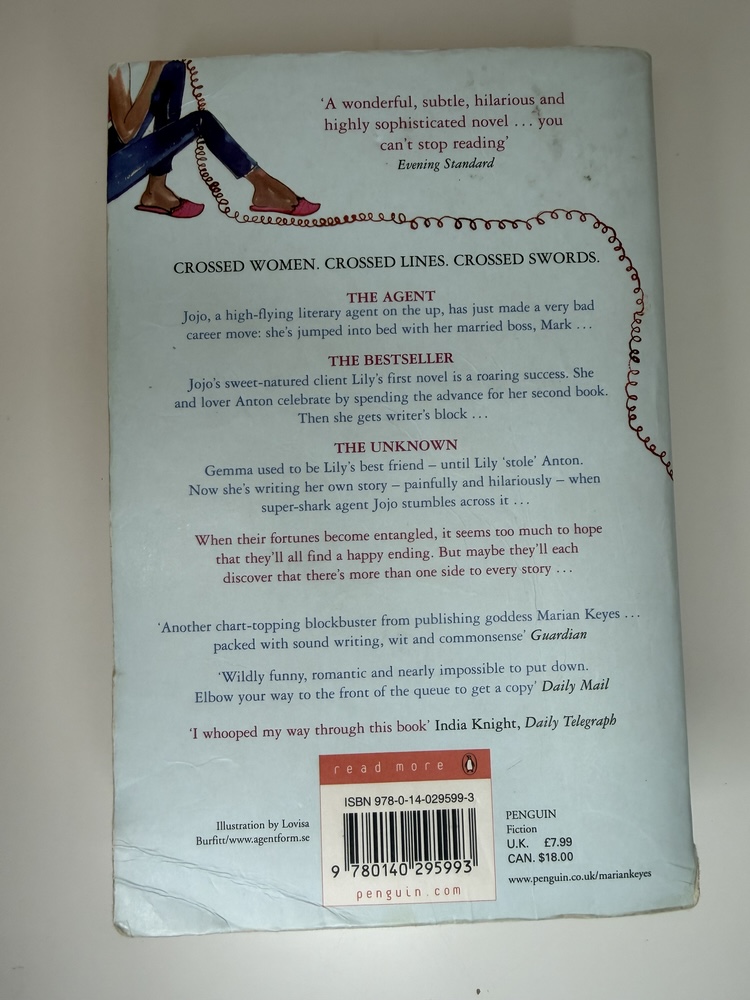 ‘A wonderful, subtle, hilarious and
highly sophisticated novel ... you
can’t stop reading’
Evening Standard
CROSSED WOMEN. CROSSED LINES. CROSSED SWORDS.
THE AGENT
Jojo, a high-flying literary agent on the up, has just made a very bad
career move: she’s jumped into bed with her married boss, Mark ...
THE BESTSELLER
Jojo’s sweet-natured client Lily’s first novel is a roaring success. She
and lover Anton celebrate by spending the advance for her second book.
Then she gets writer’s block ...
THE UNKNOWN
Gemma used to be Lily’s best friend – until Lily ‘stole’ Anton.
Now she’s writing her own story – painfully and hilariously – when
super-shark agent Jojo stumbles across it ...
When their fortunes become entangled, it seems too much to hope
that they’ll all find a happy ending. But maybe they’ll each
discover that there’s more than one side to every story ...
‘Another chart-topping blockbuster from publishing goddess Marian Keyes ...
packed with sound writing, wit and commonsense’ Guardian
‘Wildly funny, romantic and nearly impossible to put down.
Elbow your way to the front of the queue to get a copy’ Daily Mail
‘I whooped my way through this book’ India Knight, Daily Telegraph
read more
ISBN 978-0-14-029599-3
9 780140 295993
penguin.com
Illustration by Lovisa
Burfitt/www.agentform.se
PENGUIN
Fiction
U.K. £7.99
CAN. $18.00
www.penguin.co.uk/mariankeyes